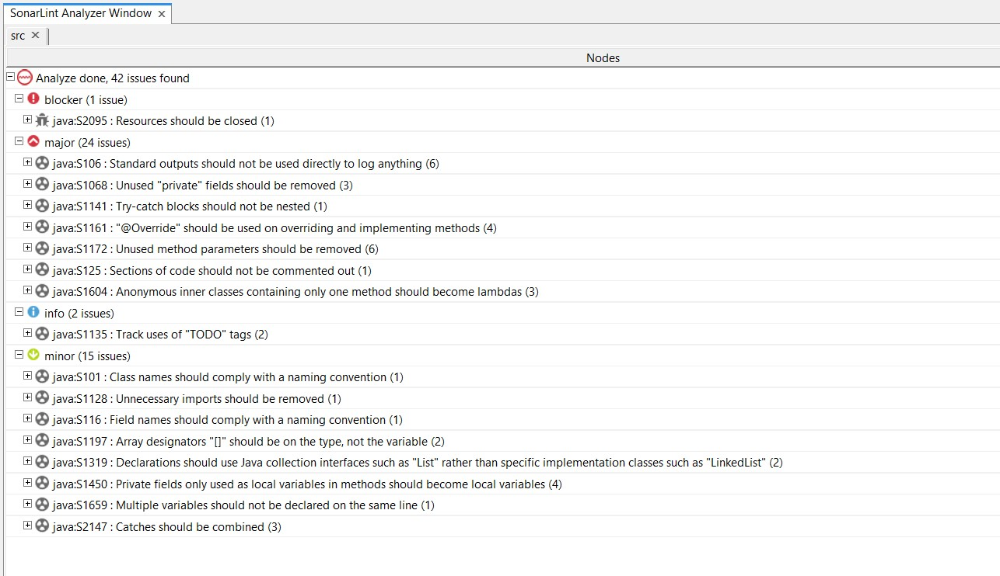 SonarLint Analyzer Window
src
Nodes
Analyze done, 42 issues found
blocker (1 issue)
java:S2095 : Resources should be closed (1)
major (24 issues)
java:S106 : Standard outputs should not be used directly to log anything (6)
java:S1068 : Unused "private" fields should be removed (3)
java:S1141 : Try-catch blocks should not be nested (1)
java:S1161 : "@Override" should be used on overriding and implementing methods (4)
java:S1172 : Unused method parameters should be removed (6)
java:S125 : Sections of code should not be commented out (1)
java:S1604 : Anonymous inner classes containing only one method should become lambdas (3)
info (2 issues)
java:S1135 : Track uses of "TODO" tags (2)
minor (15 issues)
java:S101 : Class names should comply with a naming convention (1)
java:S1128 : Unnecessary imports should be removed (1)
java:S116 : Field names should comply with a naming convention (1)
java:S1197 : Array designators "[]" should be on the type, not the variable (2)
java:S1319 : Declarations should use Java collection interfaces such as "List" rather than specific implementation classes such as "LinkedList" (2)
java:S1450 : Private fields only used as local variables in methods should become local variables (4)
java:S1659 : Multiple variables should not be declared on the same line (1)
java:S2147 : Catches should be combined (3)